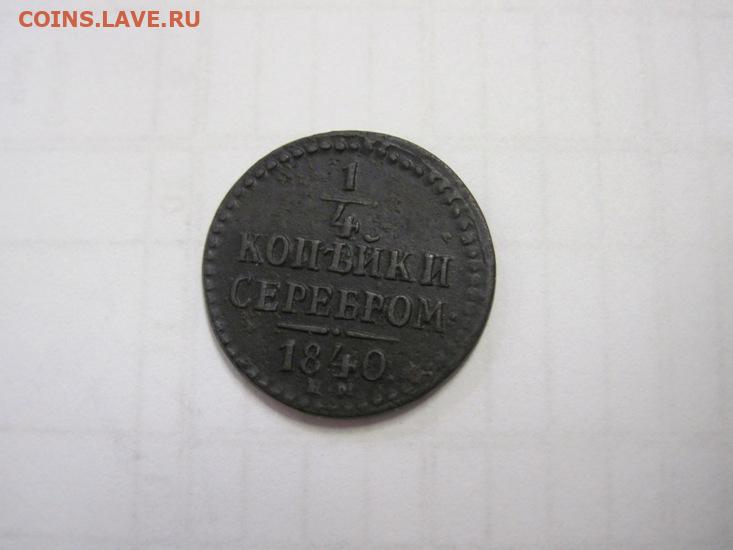 COINS.LAVE.RU
1
4
КОПѢЙКИ
СЕРЕБРОМ.
1840.